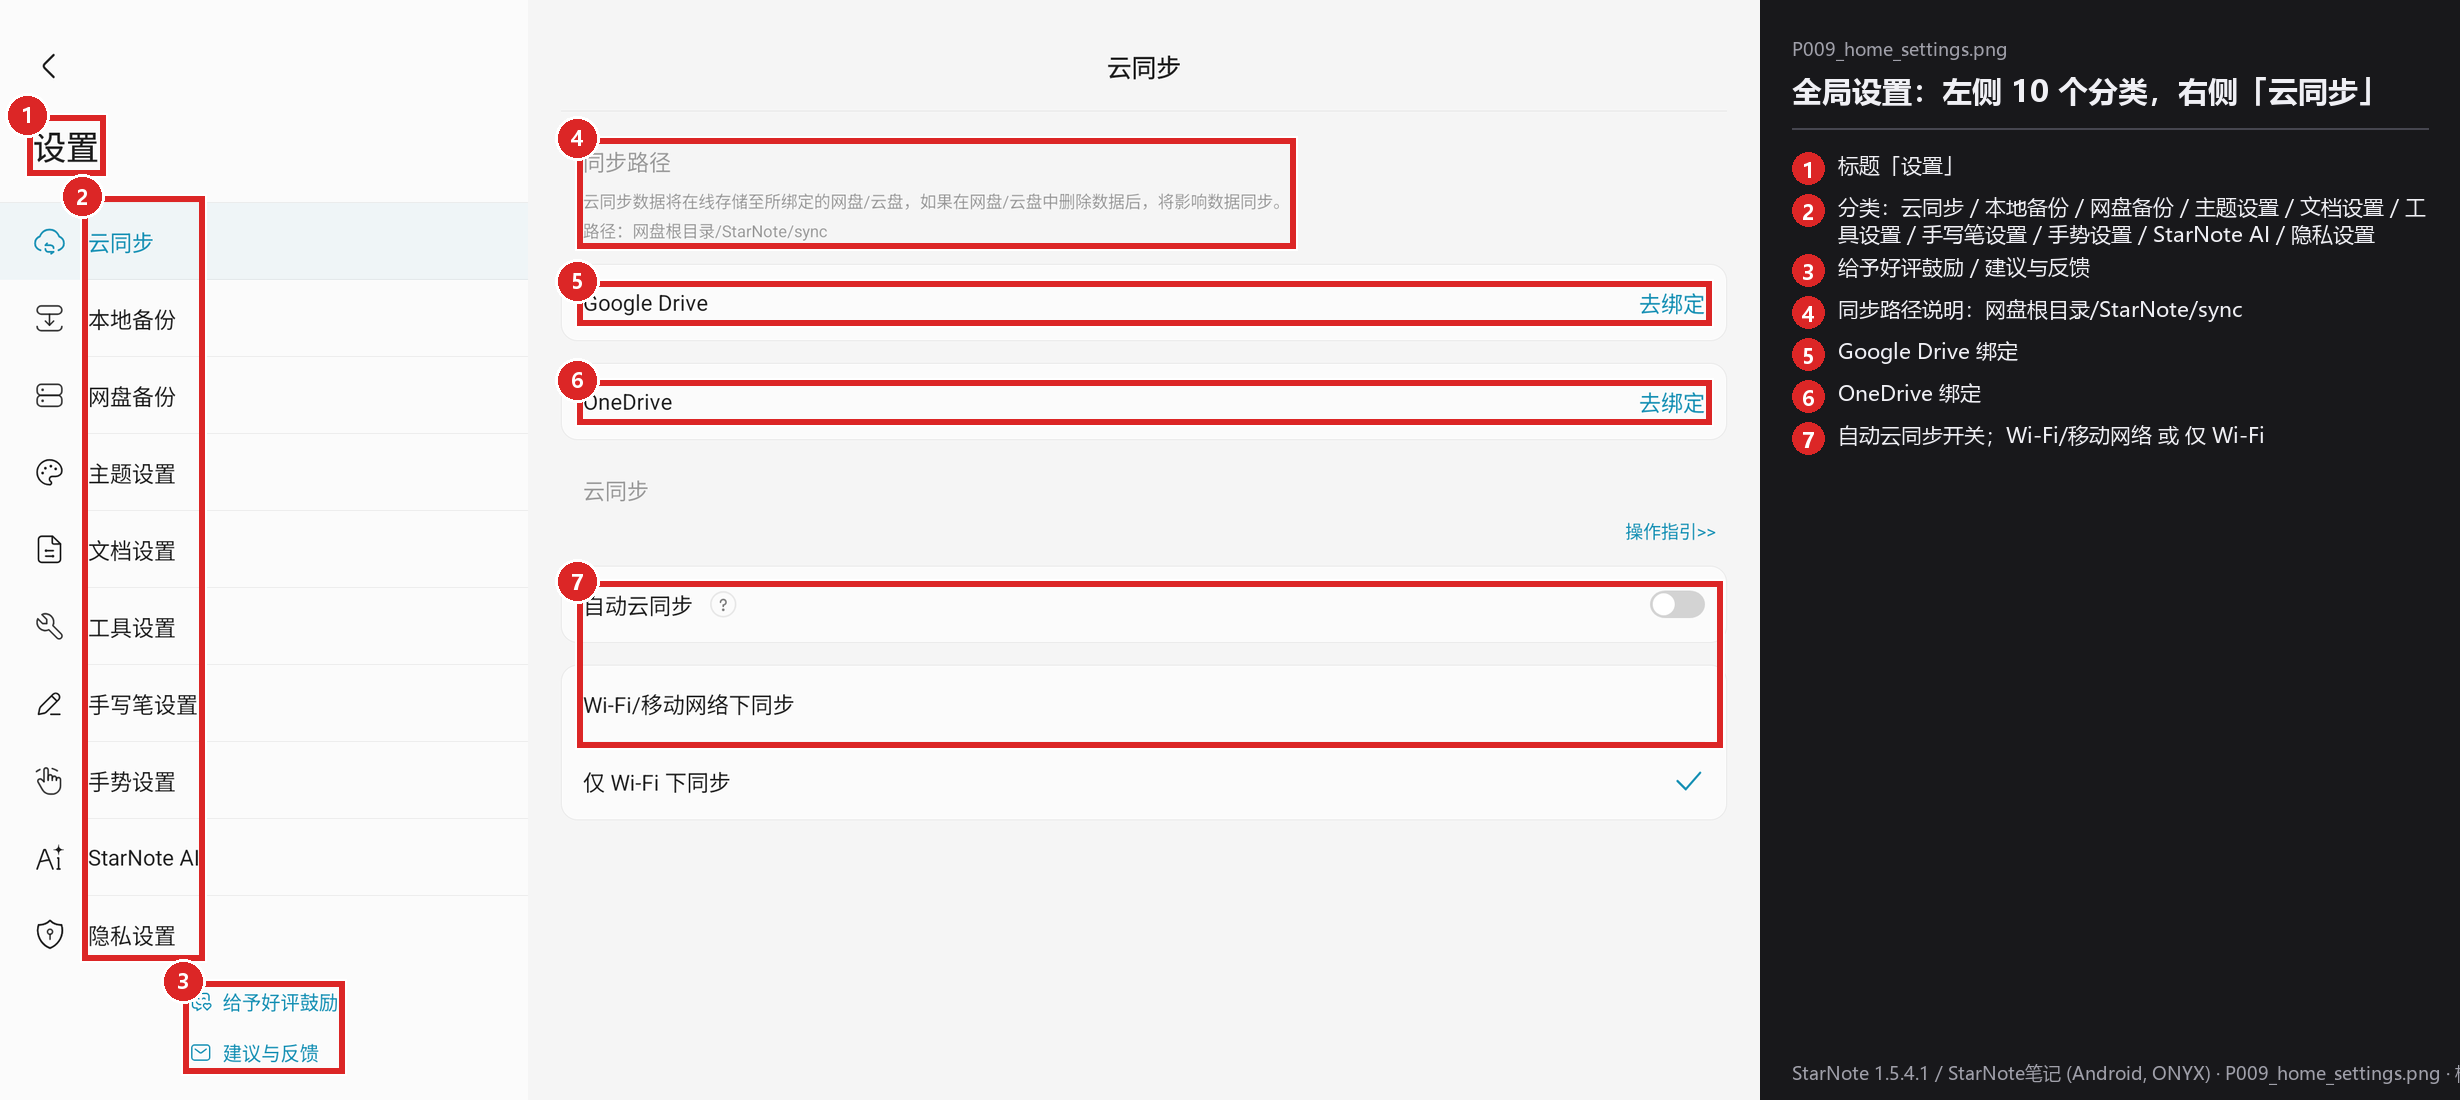 设置
云同步
本地备份
网盘备份
主题设置
文档设置
工具设置
手写笔设置
手势设置
StarNote AI
隐私设置
给予好评鼓励
建议与反馈
1
2
3
云同步
4
同步路径
云同步数据将在线存储至所绑定的网盘/云盘，如果在网盘/云盘中删除数据后，将影响数据同步。
路径：网盘根目录/StarNote/sync
5
Google Drive 去绑定
6
OneDrive 去绑定
云同步
操作指引>>
7
自动云同步 ?
Wi-Fi/移动网络下同步
仅 Wi-Fi 下同步
P009_home_settings.png
全局设置：左侧 10 个分类，右侧「云同步」
1 标题「设置」
2 分类：云同步 / 本地备份 / 网盘备份 / 主题设置 / 文档设置 / 工
具设置 / 手写笔设置 / 手势设置 / StarNote AI / 隐私设置
3 给予好评鼓励 / 建议与反馈
4 同步路径说明：网盘根目录/StarNote/sync
5 Google Drive 绑定
6 OneDrive 绑定
7 自动云同步开关；Wi-Fi/移动网络 或 仅 Wi-Fi
StarNote 1.5.4.1 / StarNote笔记 (Android, ONYX) · P009_home_settings.png ·